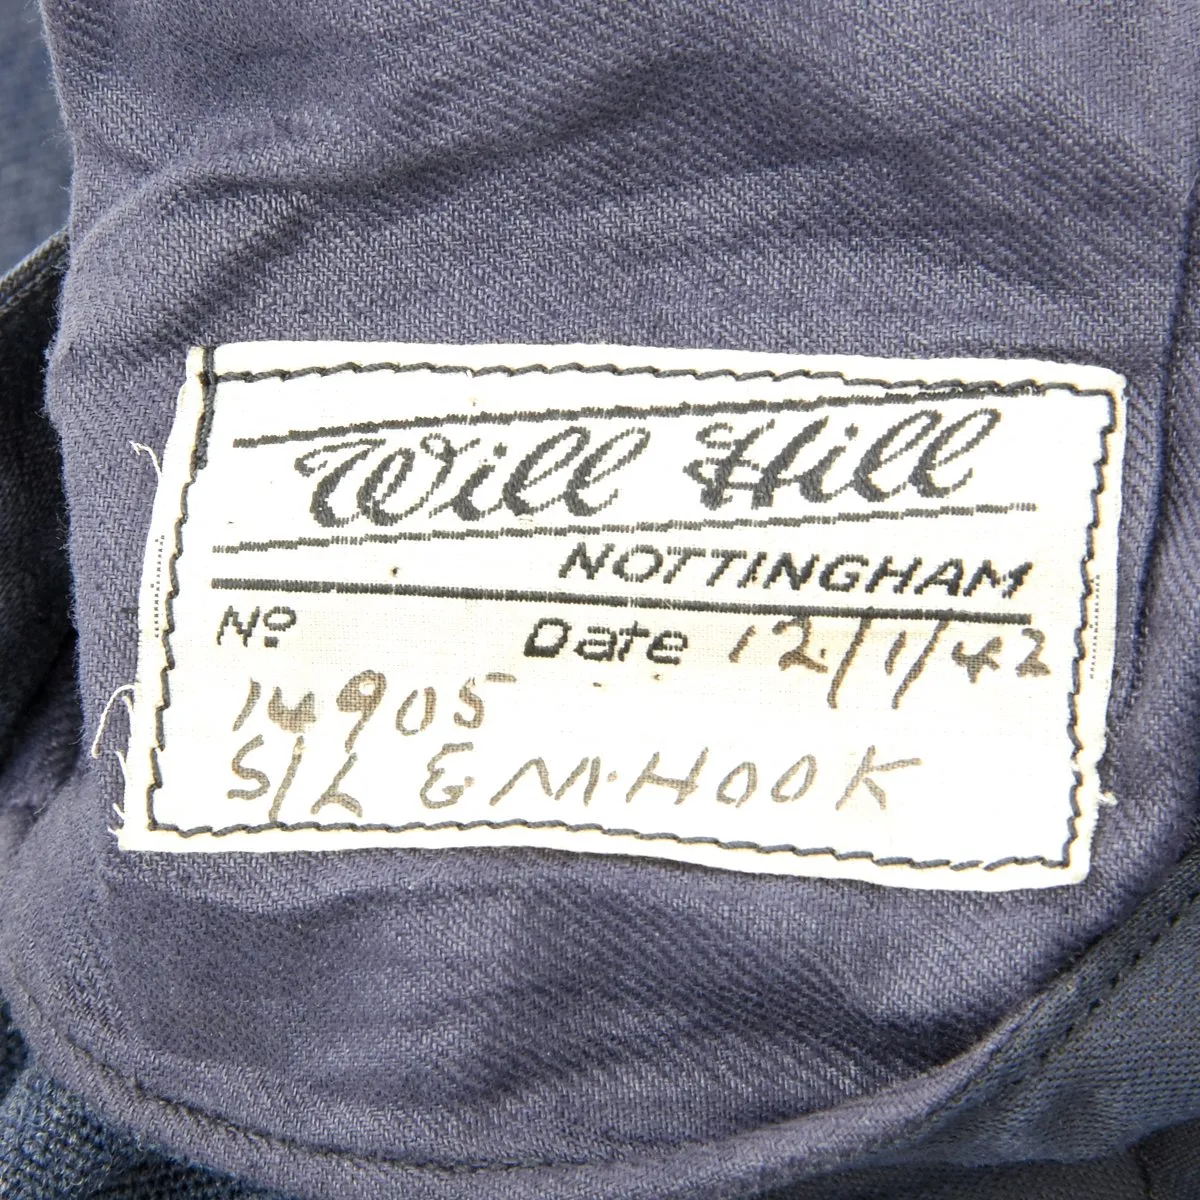 Will Hill
NOTTINGHAM
Nº Date 12/1/42
14905
S/L E M. HOOK